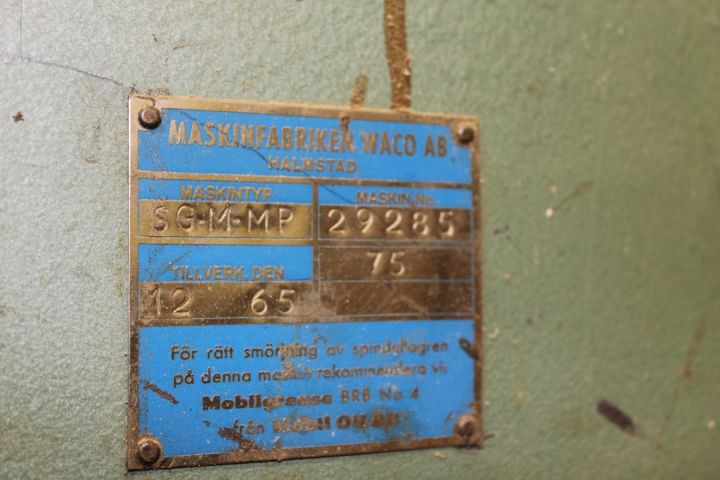 MASKINFABRIKEN WACO AB
HALMSTAD
MASKINTYP MASKIN No.
SG-M-MP 29285
75
TILLVERK. DEN
12 65
För rätt smörjning av spindellagren
på denna maskin rekommendera vi:
Mobilgrease BRB No 4
från Mobil Oil AB